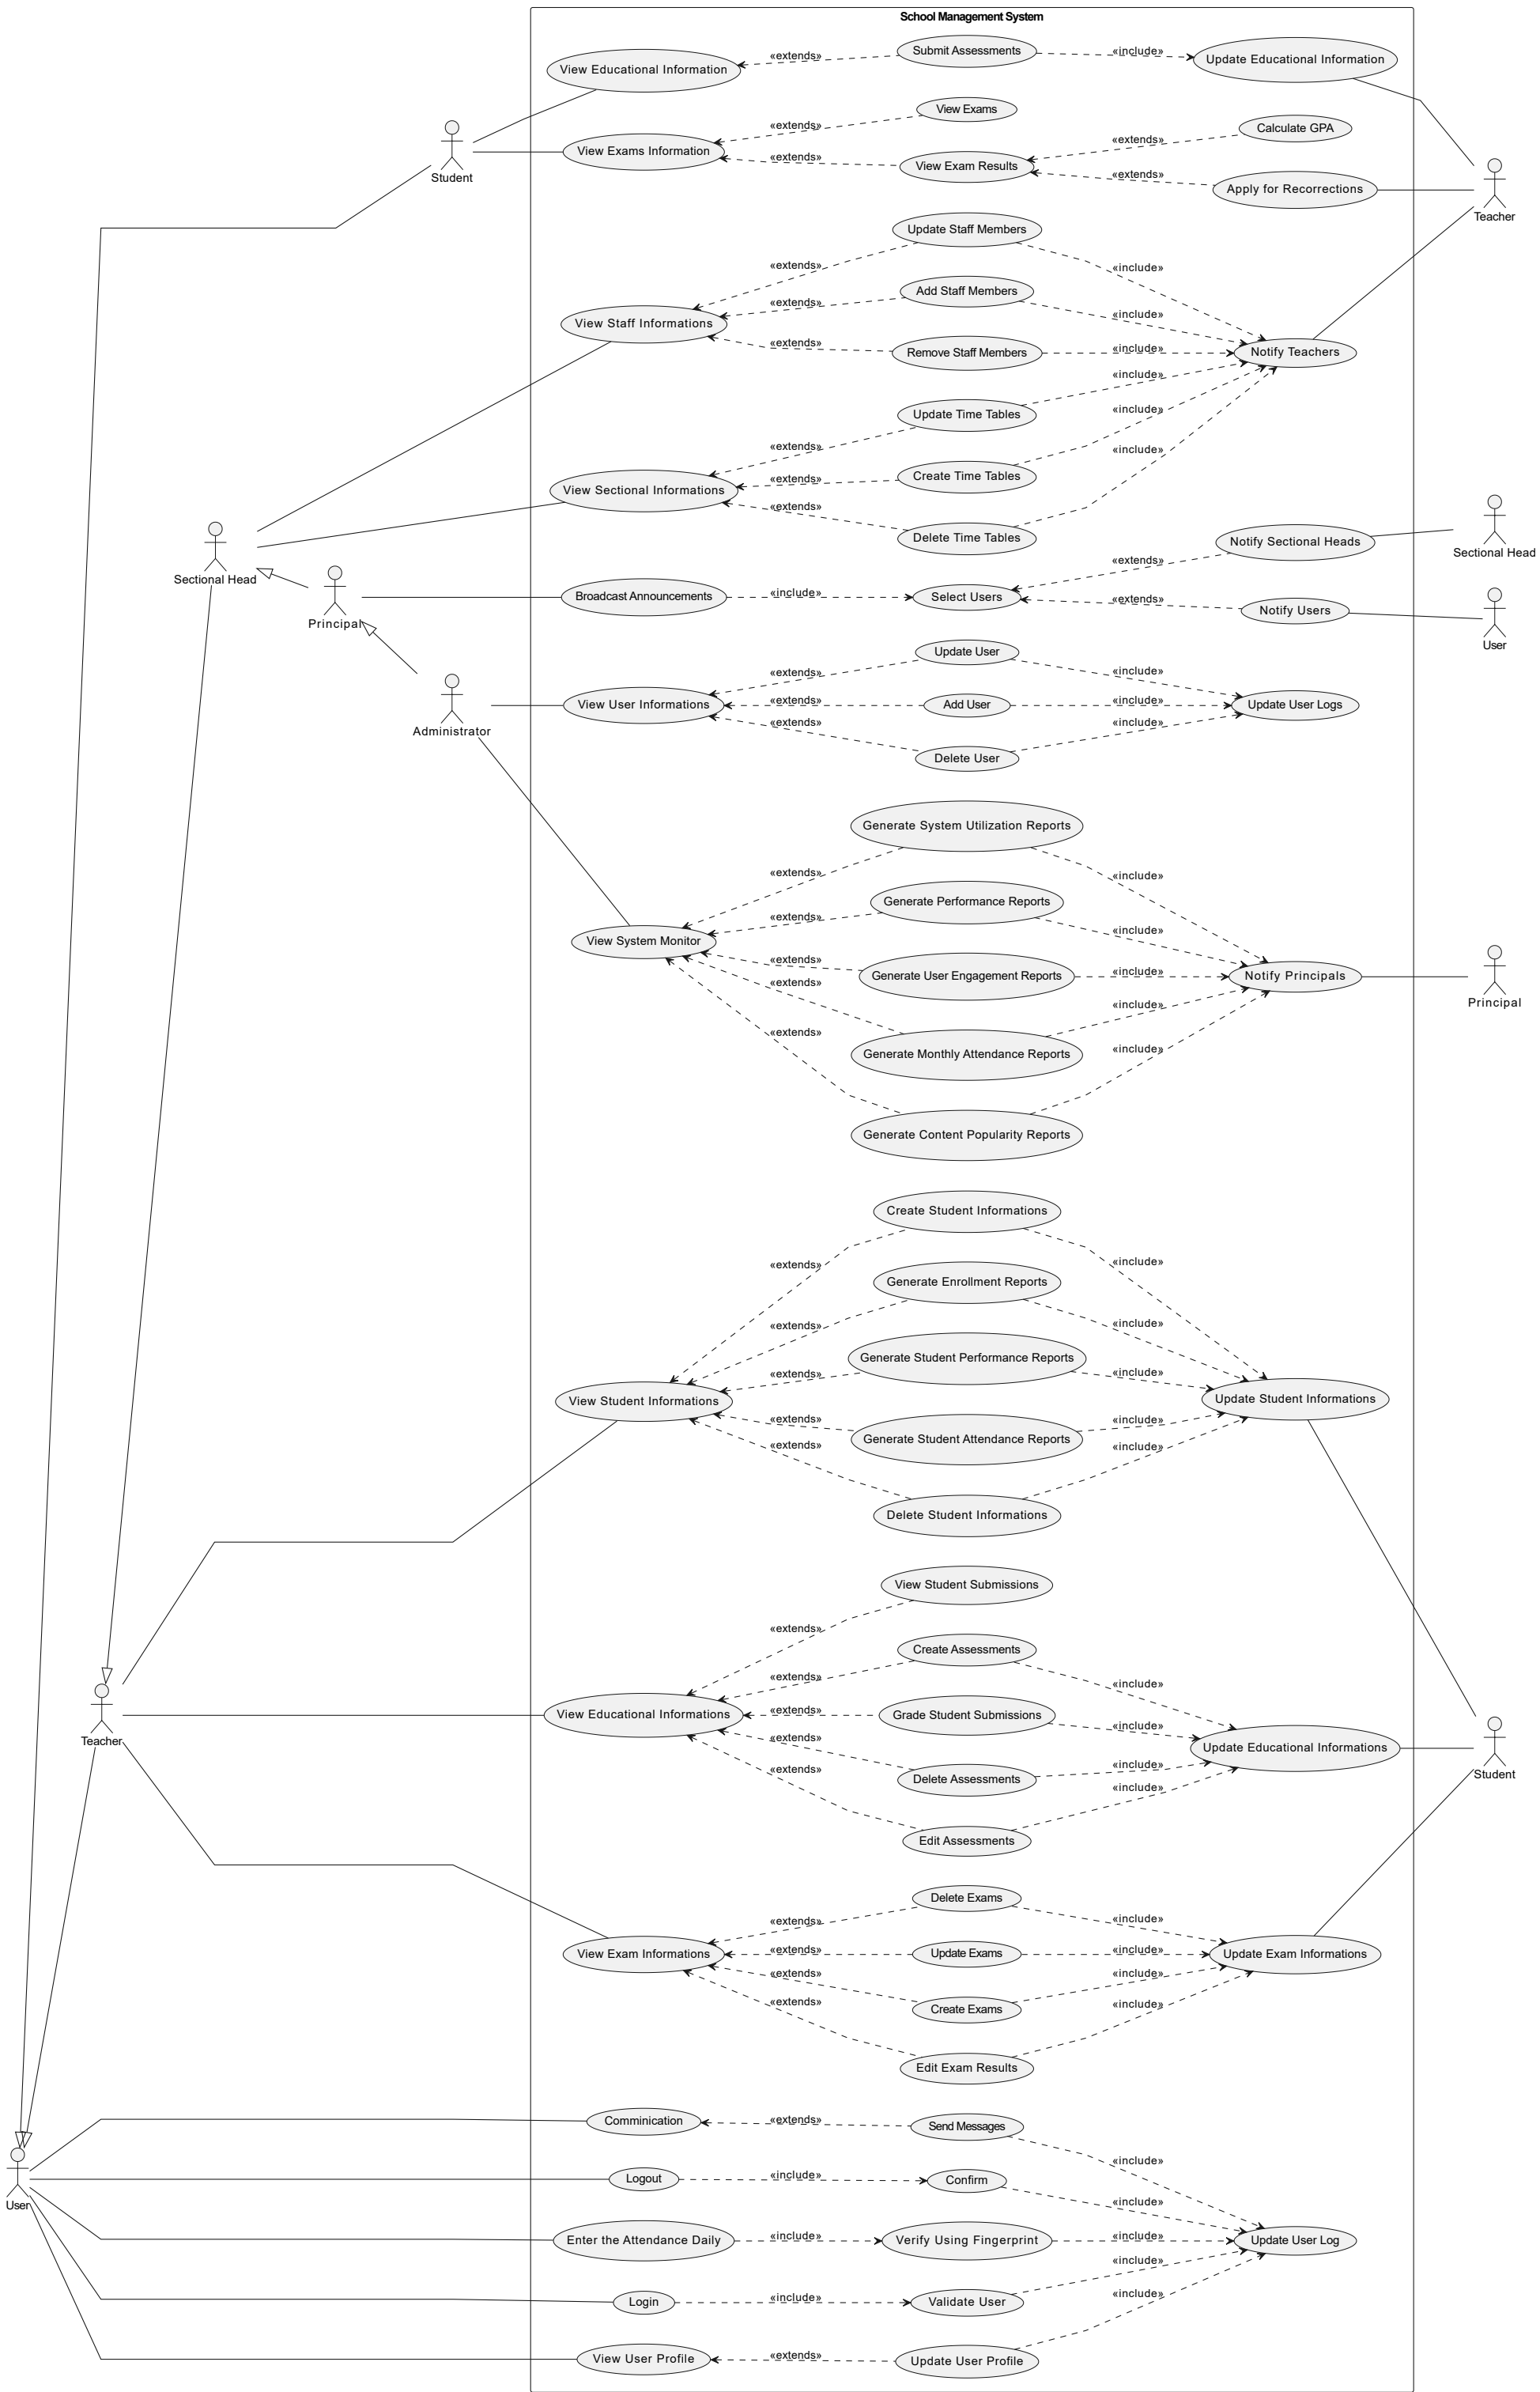 School Management System
View Educational Information
«extends»
Submit Assessments
«include»
Update Educational Information
Student
View Exams Information
«extends»
View Exams
«extends»
View Exam Results
«extends»
Calculate GPA
«extends»
Apply for Recorrections
Teacher
Update Staff Members
«extends»
«include»
Add Staff Members
«extends»
«include»
View Staff Informations
Remove Staff Members
«extends»
«include»
Notify Teachers
«include»
Update Time Tables
«include»
«extends»
«include»
View Sectional Informations
«extends»
Create Time Tables
«extends»
Delete Time Tables
Sectional Head
Notify Sectional Heads
Sectional Head
Principal
Broadcast Announcements
«include»
Select Users
«extends»
«extends»
Notify Users
User
Administrator
View User Informations
«extends»
Update User
«include»
«extends»
Add User
«include»
Update User Logs
«extends»
Delete User
«include»
Generate System Utilization Reports
«extends»
«include»
Generate Performance Reports
«extends»
«include»
View System Monitor
«extends»
Generate User Engagement Reports
«include»
Notify Principals
Principal
«extends»
Generate Monthly Attendance Reports
«include»
«extends»
«include»
Generate Content Popularity Reports
Create Student Informations
«extends»
«include»
Generate Enrollment Reports
«extends»
«include»
Generate Student Performance Reports
«extends»
«include»
View Student Informations
Update Student Informations
«extends»
Generate Student Attendance Reports
«include»
«extends»
«include»
Delete Student Informations
View Student Submissions
«extends»
Create Assessments
«extends»
«include»
Teacher
View Educational Informations
«extends»
Grade Student Submissions
«include»
Update Educational Informations
Student
«extends»
Delete Assessments
«include»
«extends»
«include»
Edit Assessments
Delete Exams
«extends»
«include»
View Exam Informations
«extends»
Update Exams
«include»
Update Exam Informations
«extends»
Create Exams
«include»
«extends»
«include»
Edit Exam Results
User
Comminication
«extends»
Send Messages
«include»
Logout
«include»
Confirm
«include»
Enter the Attendance Daily
«include»
Verify Using Fingerprint
«include»
Update User Log
Login
«include»
Validate User
«include»
«include»
View User Profile
«extends»
Update User Profile